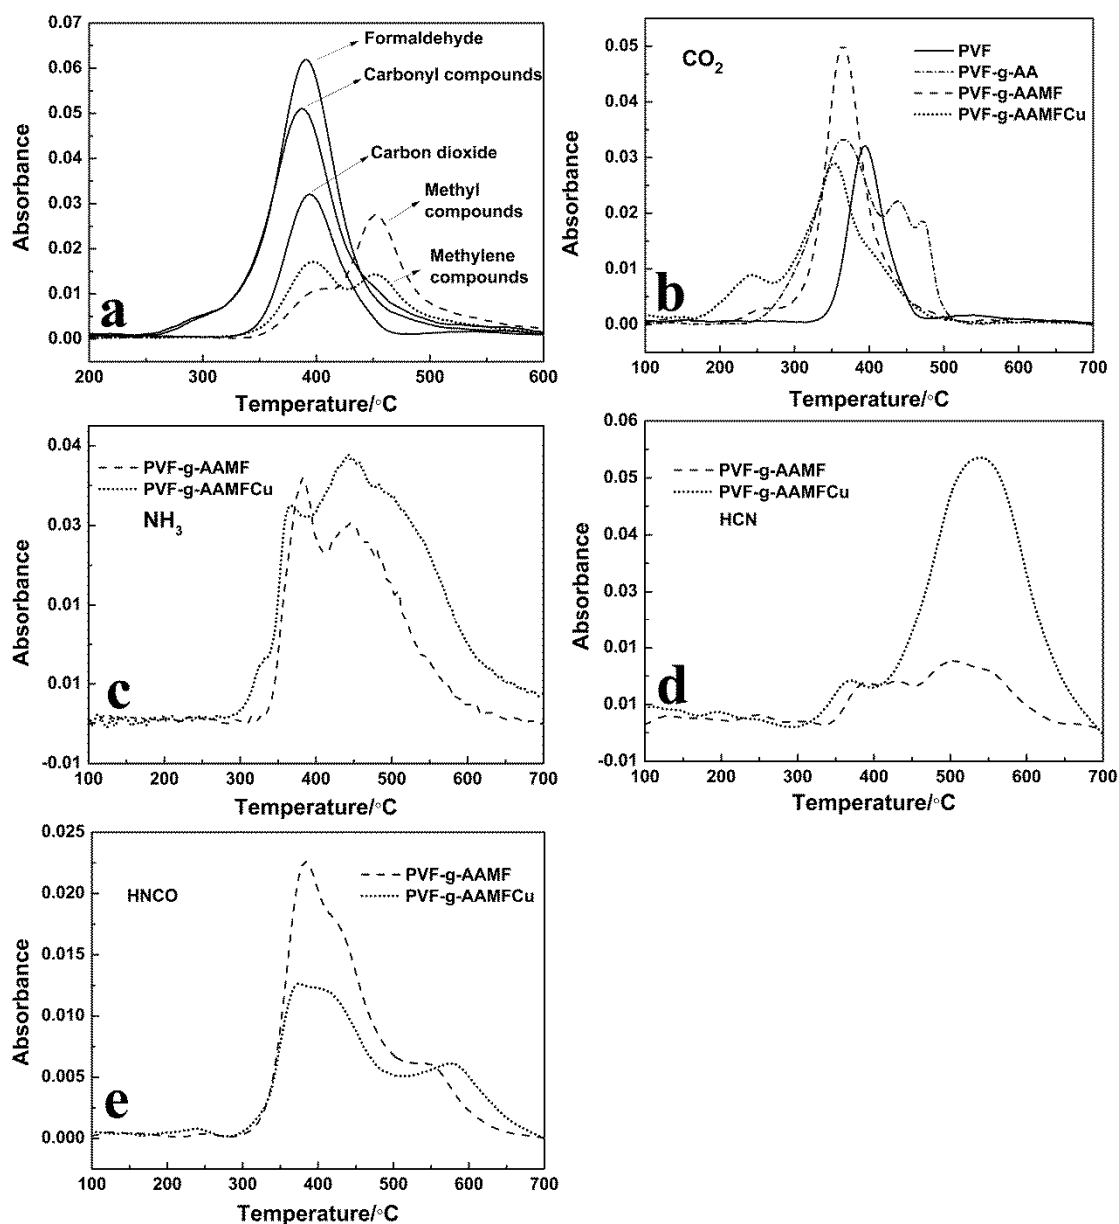 0.07
0.06
0.05
0.04
0.03
0.02
0.01
0.00
Absorbance
Formaldehyde
Carbonyl compounds
Carbon dioxide
Methyl
compounds
Methylene
compounds
a
200 300 400 500 600
Temperature/°C
0.05
0.04
0.03
0.02
0.01
0.00
Absorbance
CO2
PVF
PVF-g-AA
PVF-g-AAMF
PVF-g-AAMFCu
b
100 200 300 400 500 600 700
Temperature/°C
0.04
0.03
0.01
0.01
-0.01
Absorbance
PVF-g-AAMF
PVF-g-AAMFCu
NH3
c
100 200 300 400 500 600 700
Temperature/°C
0.06
0.05
0.03
0.01
0.01
-0.01
Absorbance
PVF-g-AAMF
PVF-g-AAMFCu
HCN
d
100 200 300 400 500 600 700
Temperature/°C
0.025
0.020
0.015
0.010
0.005
0.000
Absorbance
HNCO
PVF-g-AAMF
PVF-g-AAMFCu
e
100 200 300 400 500 600 700
Temperature/°C